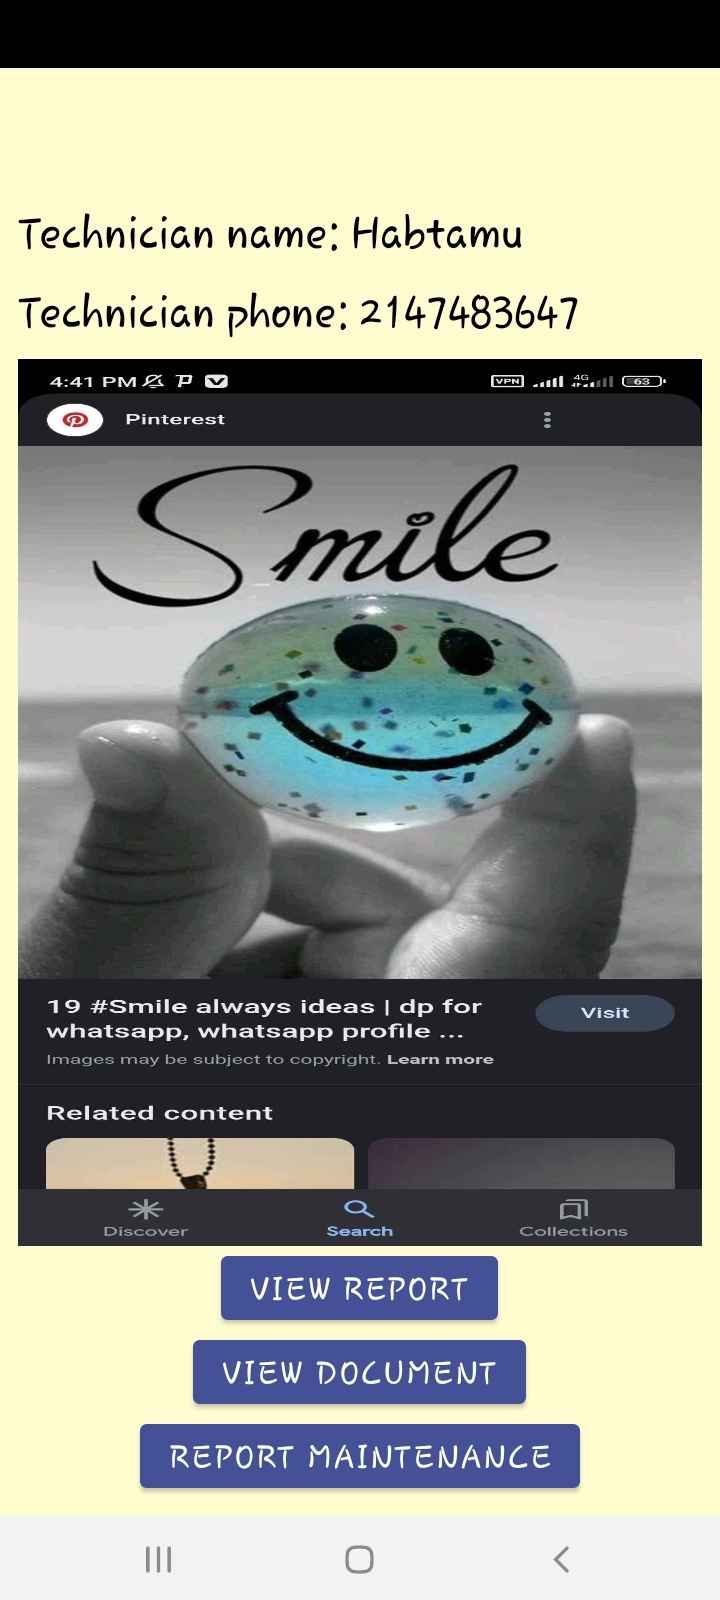 Technician name: Habtamu
Technician phone: 2147483647
4:41 PM
VPN 4G 63
Pinterest
Smile
19 #Smile always ideas | dp for
whatsapp, whatsapp profile ...
Visit
Images may be subject to copyright. Learn more
Related content
Discover
Search
Collections
VIEW REPORT
VIEW DOCUMENT
REPORT MAINTENANCE